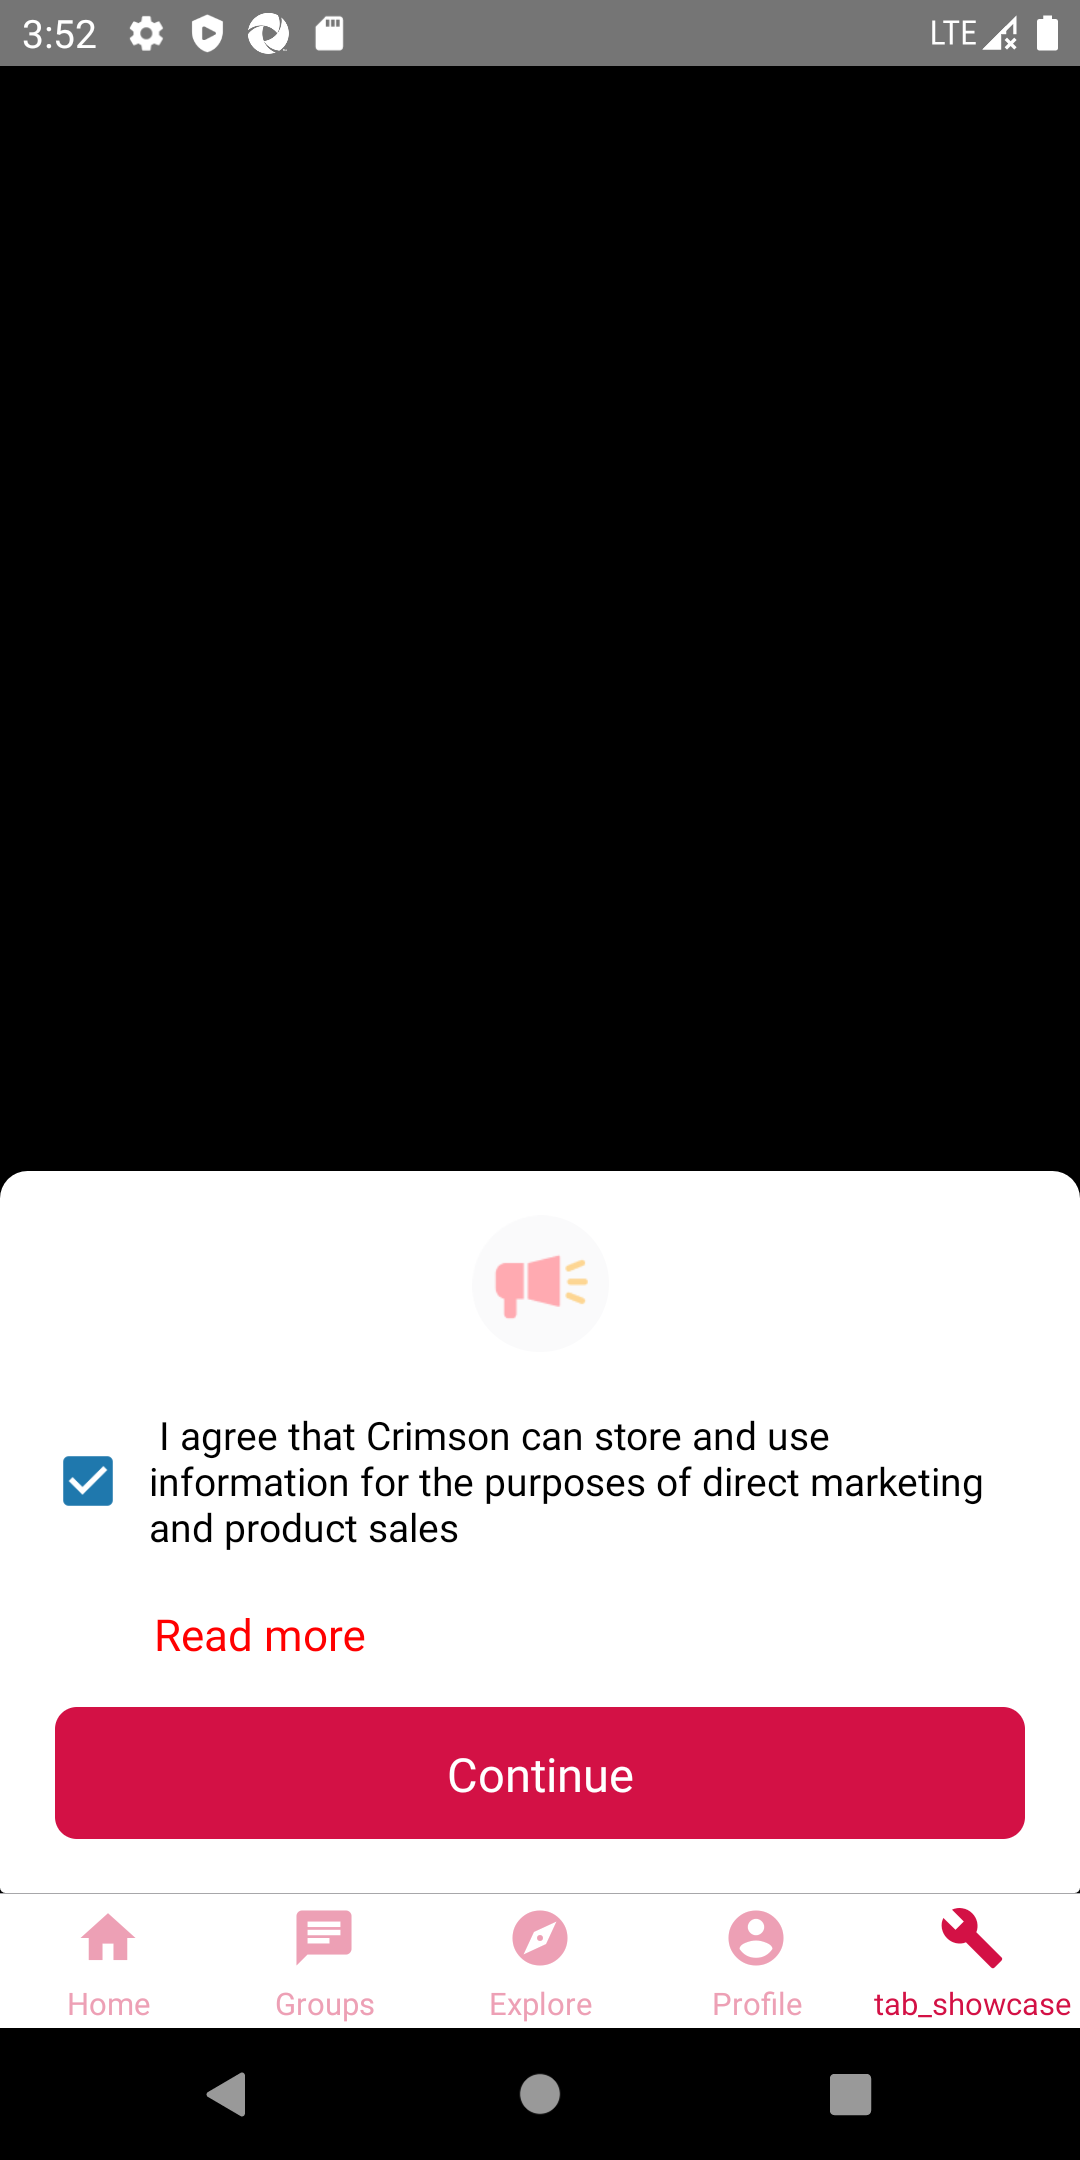 3:52 LTE
I agree that Crimson can store and use
information for the purposes of direct marketing
and product sales
Read more
Continue
Home Groups Explore Profile tab_showcase